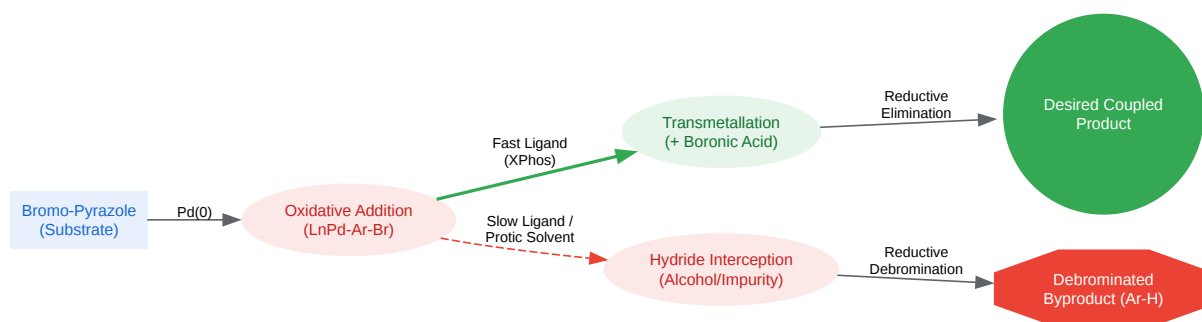 Bromo-Pyrazole
(Substrate)
Pd(0)
Oxidative Addition
(LnPd-Ar-Br)
Fast Ligand
(XPhos)
Slow Ligand /
Protic Solvent
Transmetallation
(+ Boronic Acid)
Hydride Interception
(Alcohol/Impurity)
Reductive
Elimination
Reductive
Debromination
Desired Coupled
Product
Debrominated
Byproduct (Ar-H)